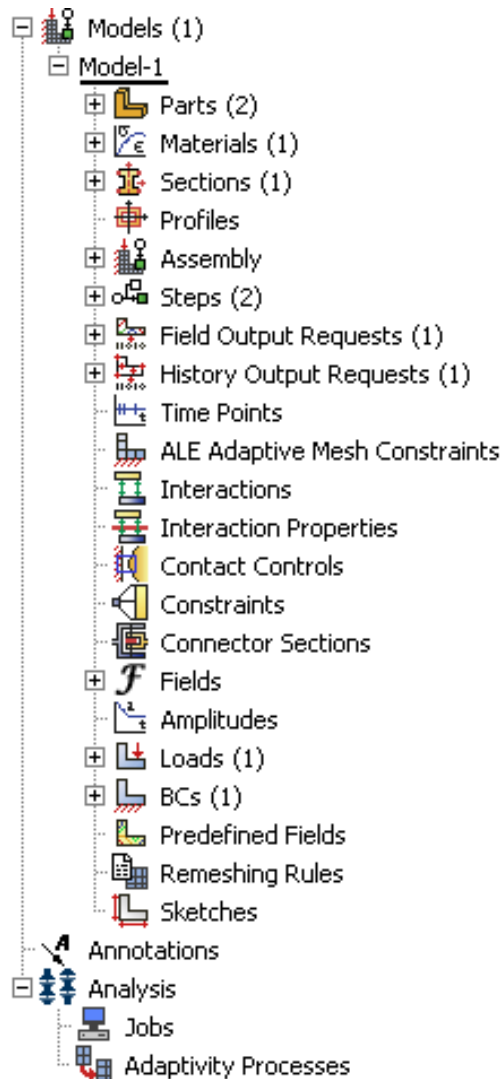 Models (1)
Model-1
Parts (2)
Materials (1)
Sections (1)
Profiles
Assembly
Steps (2)
Field Output Requests (1)
History Output Requests (1)
Time Points
ALE Adaptive Mesh Constraints
Interactions
Interaction Properties
Contact Controls
Constraints
Connector Sections
Fields
Amplitudes
Loads (1)
BCs (1)
Predefined Fields
Remeshing Rules
Sketches
Annotations
Analysis
Jobs
Adaptivity Processes